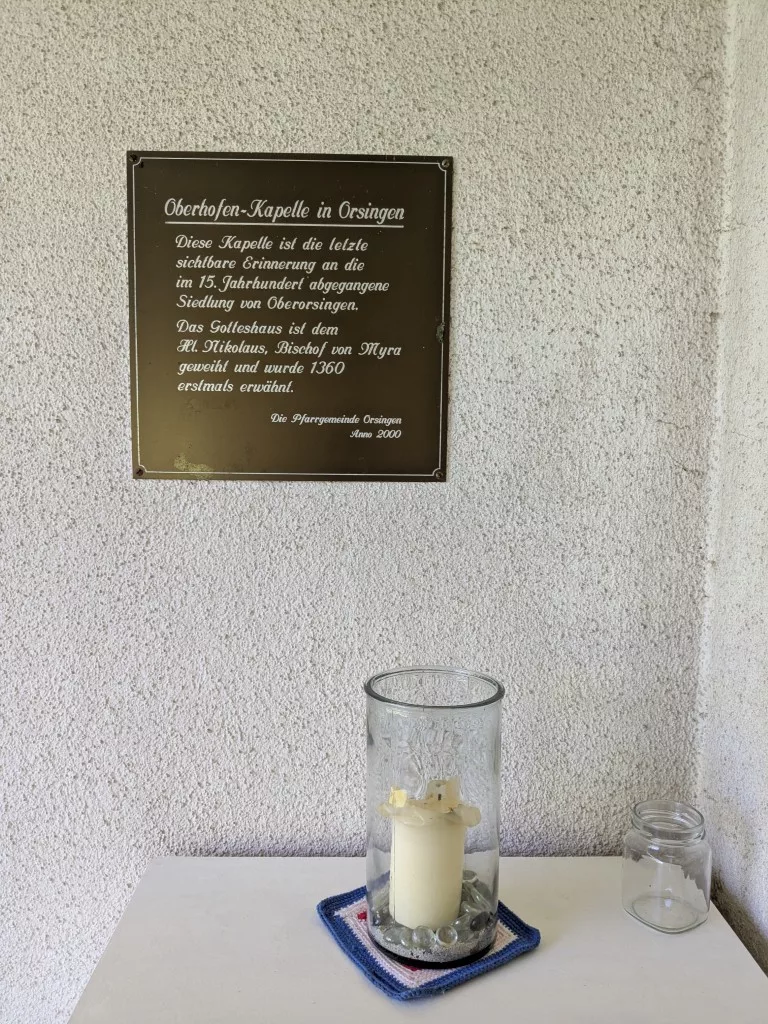 Oberhofen-Kapelle in Orsingen
Diese Kapelle ist die letzte
sichtbare Erinnerung an die
im 15. Jahrhundert abgegangene
Siedlung von Oberorsingen.
Das Gotteshaus ist dem
Hl. Nikolaus, Bischof von Myra
geweiht und wurde 1360
erstmals erwähnt.
Die Pfarrgemeinde Orsingen
Anno 2000